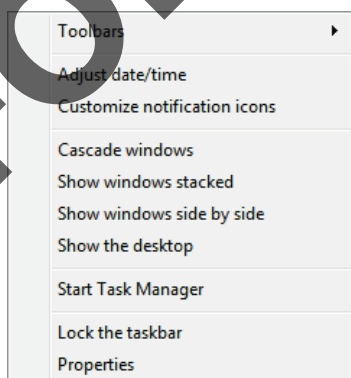 Toolbars
Adjust date/time
Customize notification icons
Cascade windows
Show windows stacked
Show windows side by side
Show the desktop
Start Task Manager
Lock the taskbar
Properties